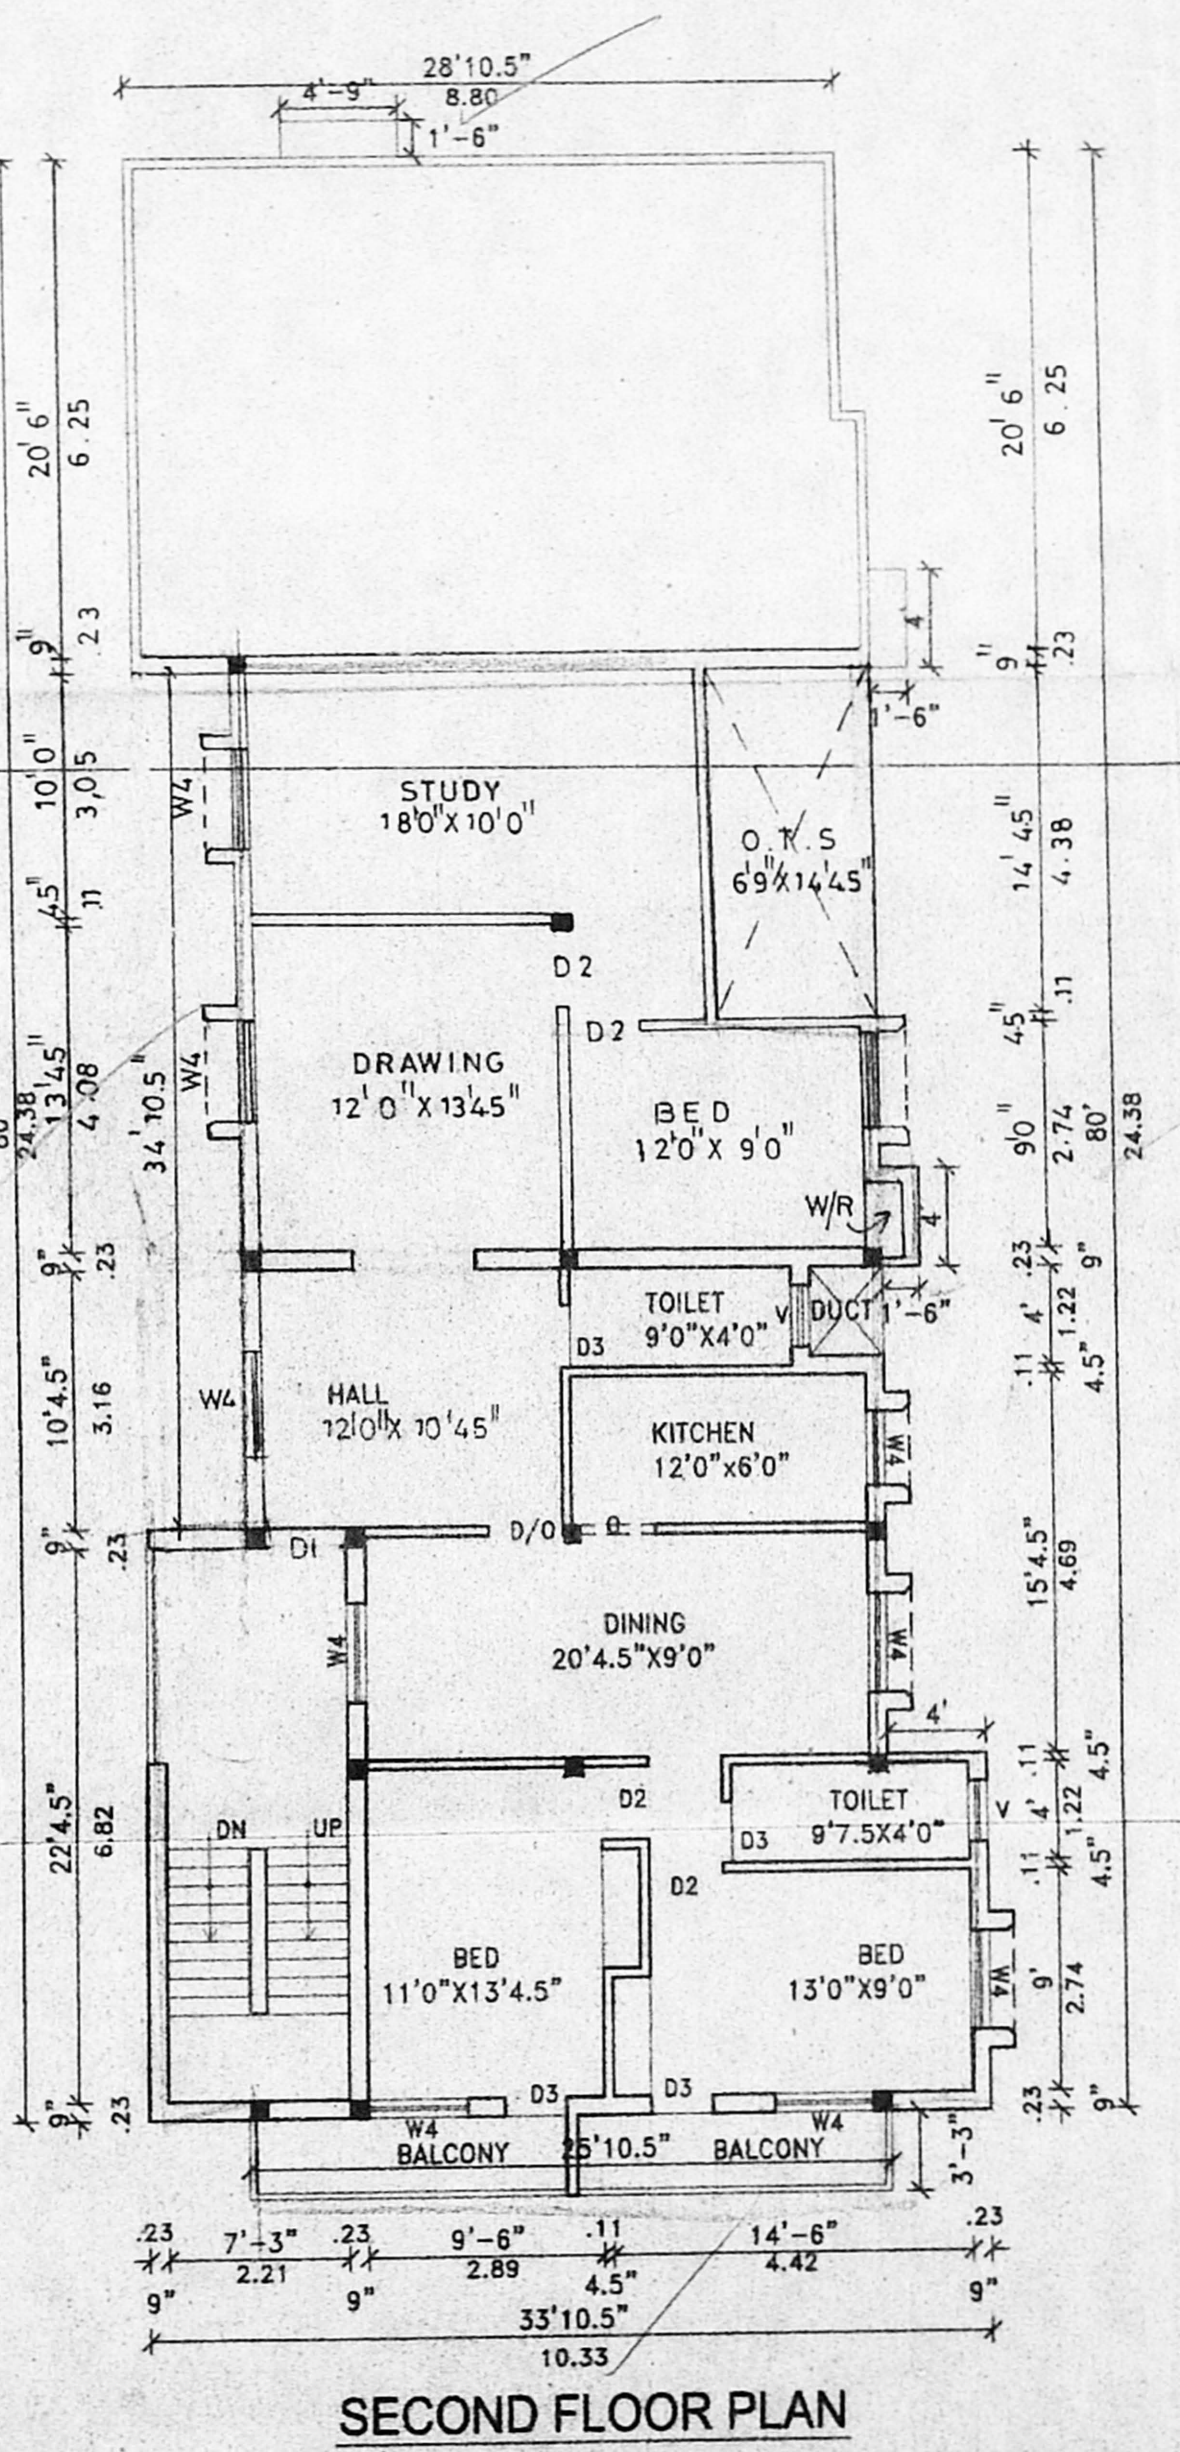 28'10.5"
8.80
4'-9"
1'-6"
20' 6"
6.25
20' 6"
6.25
4'
9"
.23
9"
.23
1'-6"
10' 0"
3,05
W4
STUDY
18'0"X10'0"
O.T.S
6'9"X14'45"
14' 45"
4.38
45"
.11
D2
D2
45"
.11
W4
DRAWING
12' 0"X13'45"
BED
12'0"X 9'0"
13'45"
4.08
34' 10.5"
24.38
9'0"
2.74
80'
24.38
W/R
4'
9"
.23
.23
9"
TOILET
9'0"X4'0"
V
DUCT
1'-6"
4'
1.22
D3
.11
4.5"
10'4.5"
3.16
W4
HALL
12'0"X 10'45"
KITCHEN
12'0"x6'0"
W4
9"
.23
D1
D/O
O
15'4.5"
4.69
DINING
20'4.5"X9'0"
W4
W4
4'
.11
4.5"
D2
TOILET
9'7.5X4'0"
V
4'
1.22
D3
22'4.5"
6.82
DN
UP
.11
4.5"
D2
BED
11'0"X13'4.5"
BED
13'0"X9'0"
W4
9'
2.74
D3
D3
9"
.23
.23
9"
W4
W4
BALCONY
25'10.5"
BALCONY
3'-3"
.23
7'-3"
.23
9'-6"
.11
14'-6"
.23
2.21
2.89
4.42
9"
9"
4.5"
9"
33'10.5"
10.33
SECOND FLOOR PLAN